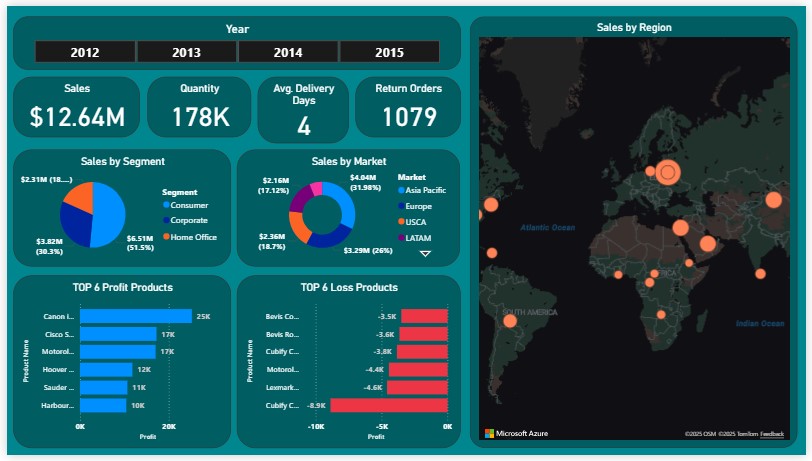 Year
2012
2013
2014
2015
Sales
$12.64M
Quantity
178K
Avg. Delivery
Days
4
Return Orders
1079
Sales by Segment
$2.31M (18....)
$3.82M
(30.3%)
$6.51M
(51.5%)
Segment
Consumer
Corporate
Home Office
Sales by Market
$2.16M
(17.12%)
$4.04M
(31.98%)
$2.36M
(18.7%)
$3.29M (26%)
Market
Asia Pacific
Europe
USCA
LATAM
TOP 6 Profit Products
Product Name
Canon i...
25K
Cisco S...
17K
Motorol...
17K
Hoover ...
12K
Sauder ...
11K
Harbour...
10K
0K
20K
Profit
TOP 6 Loss Products
Product Name
Bevis Co...
-3.5K
Bevis Ro...
-3.6K
Cubify C...
-3.8K
Motorol...
-4.4K
Lexmark...
-4.6K
Cubify C...
-8.9K
-10K
-5K
0K
Profit
Sales by Region
Atlantic Ocean
SOUTH AMERICA
Indian Ocean
Microsoft Azure
©2025 OSM ©2025 TomTom Feedback